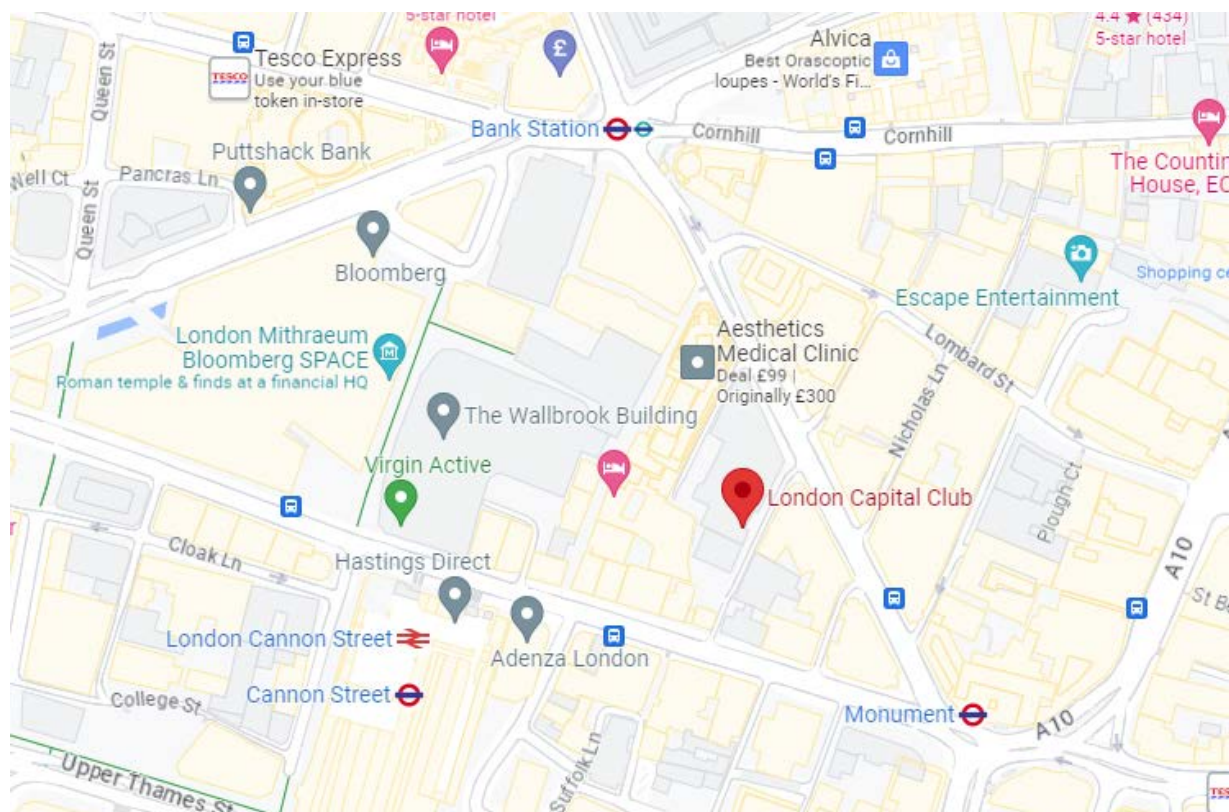 5-star hotel
4.4 ★ (434)
5-star hotel
Queen St
Tesco Express
Use your blue
token in-store
TESCO
£
Alvica
Best Orascoptic
loupes - World's Fi...
Bank Station
Cornhill
Cornhill
Puttshack Bank
Well Ct
Pancras Ln
Queen St
The Countin
House, EC
Bloomberg
Escape Entertainment
Shopping ce
London Mithraeum
Bloomberg SPACE
Roman temple & finds at a financial HQ
M
Aesthetics
Medical Clinic
Deal £99 |
Originally £300
Lombard St
Nicholas Ln
The Wallbrook Building
Virgin Active
London Capital Club
Plough Ct
A10
Cloak Ln
Hastings Direct
St B
London Cannon Street
Adenza London
Cannon Street
College St
Monument
A10
Suffolk Ln
Upper Thames St
TES